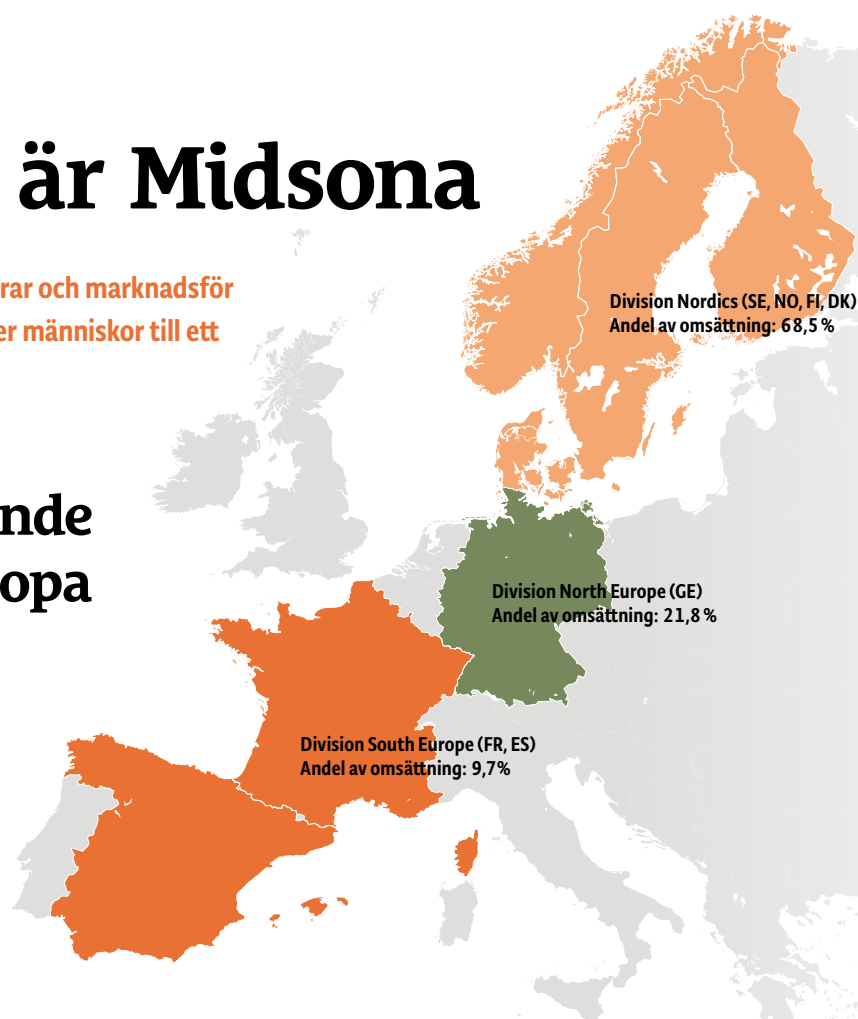 är Midsona
rar och marknadsför
er människor till ett
nde
opa
Division Nordics (SE, NO, FI, DK)
Andel av omsättning: 68,5 %
Division North Europe (GE)
Andel av omsättning: 21,8 %
Division South Europe (FR, ES)
Andel av omsättning: 9,7 %